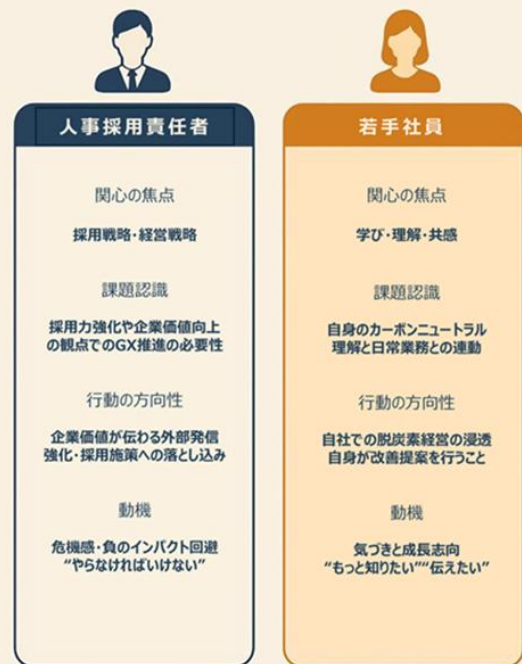 人事採用責任者
関心の焦点
採用戦略・経営戦略
課題認識
採用力強化や企業価値向上
の観点でのGX推進の必要性
行動の方向性
企業価値が伝わる外部発信
強化・採用施策への落とし込み
動機
危機感・負のインパクト回避
“やらなければいけない”
若手社員
関心の焦点
学び・理解・共感
課題認識
自身のカーボンニュートラル
理解と日常業務との連動
行動の方向性
自社での脱炭素経営の浸透
自身が改善提案を行うこと
動機
気づきと成長志向
“もっと知りたい”“伝えたい”